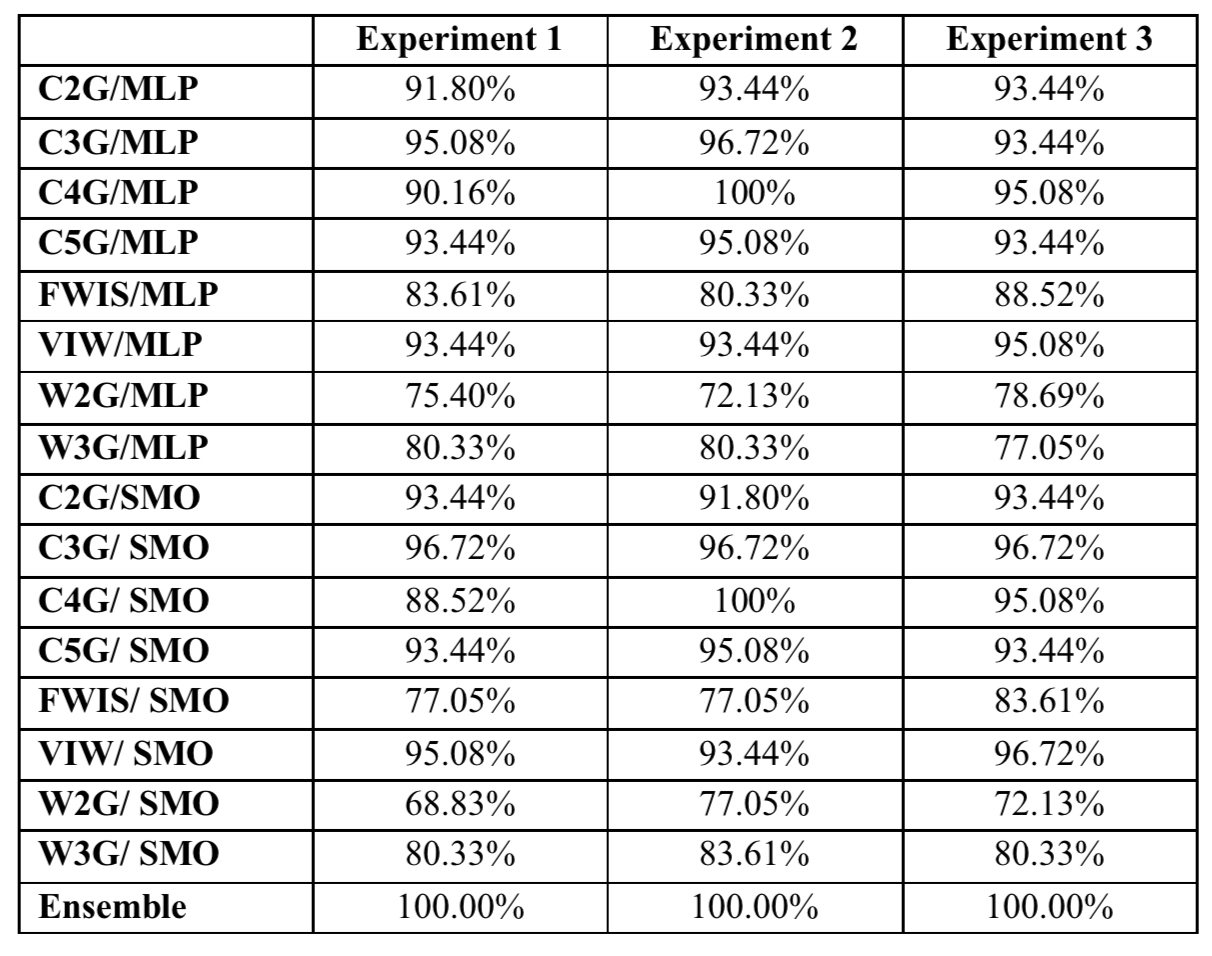 Experiment 1 Experiment 2 Experiment 3
C2G/MLP 91.80% 93.44% 93.44%
C3G/MLP 95.08% 96.72% 93.44%
C4G/MLP 90.16% 100% 95.08%
C5G/MLP 93.44% 95.08% 93.44%
FWIS/MLP 83.61% 80.33% 88.52%
VIW/MLP 93.44% 93.44% 95.08%
W2G/MLP 75.40% 72.13% 78.69%
W3G/MLP 80.33% 80.33% 77.05%
C2G/SMO 93.44% 91.80% 93.44%
C3G/ SMO 96.72% 96.72% 96.72%
C4G/ SMO 88.52% 100% 95.08%
C5G/ SMO 93.44% 95.08% 93.44%
FWIS/ SMO 77.05% 77.05% 83.61%
VIW/ SMO 95.08% 93.44% 96.72%
W2G/ SMO 68.83% 77.05% 72.13%
W3G/ SMO 80.33% 83.61% 80.33%
Ensemble 100.00% 100.00% 100.00%